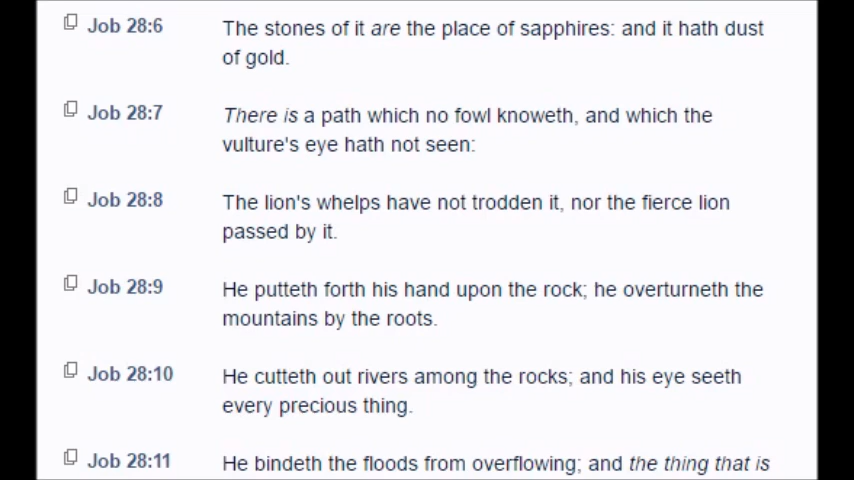 Job 28:6 The stones of it are the place of sapphires: and it hath dust
of gold.
Job 28:7 There is a path which no fowl knoweth, and which the
vulture's eye hath not seen:
Job 28:8 The lion's whelps have not trodden it, nor the fierce lion
passed by it.
Job 28:9 He putteth forth his hand upon the rock; he overturneth the
mountains by the roots.
Job 28:10 He cutteth out rivers among the rocks; and his eye seeth
every precious thing.
Job 28:11 He bindeth the floods from overflowing; and the thing that is